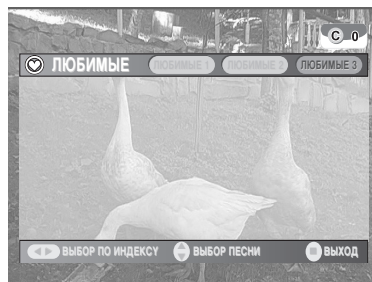 C 0
ЛЮБИМЫЕ ЛЮБИМЫЕ 1 ЛЮБИМЫЕ 2 ЛЮБИМЫЕ 3
ВЫБОР ПО ИНДЕКСУ ВЫБОР ПЕСНИ ВЫХОД